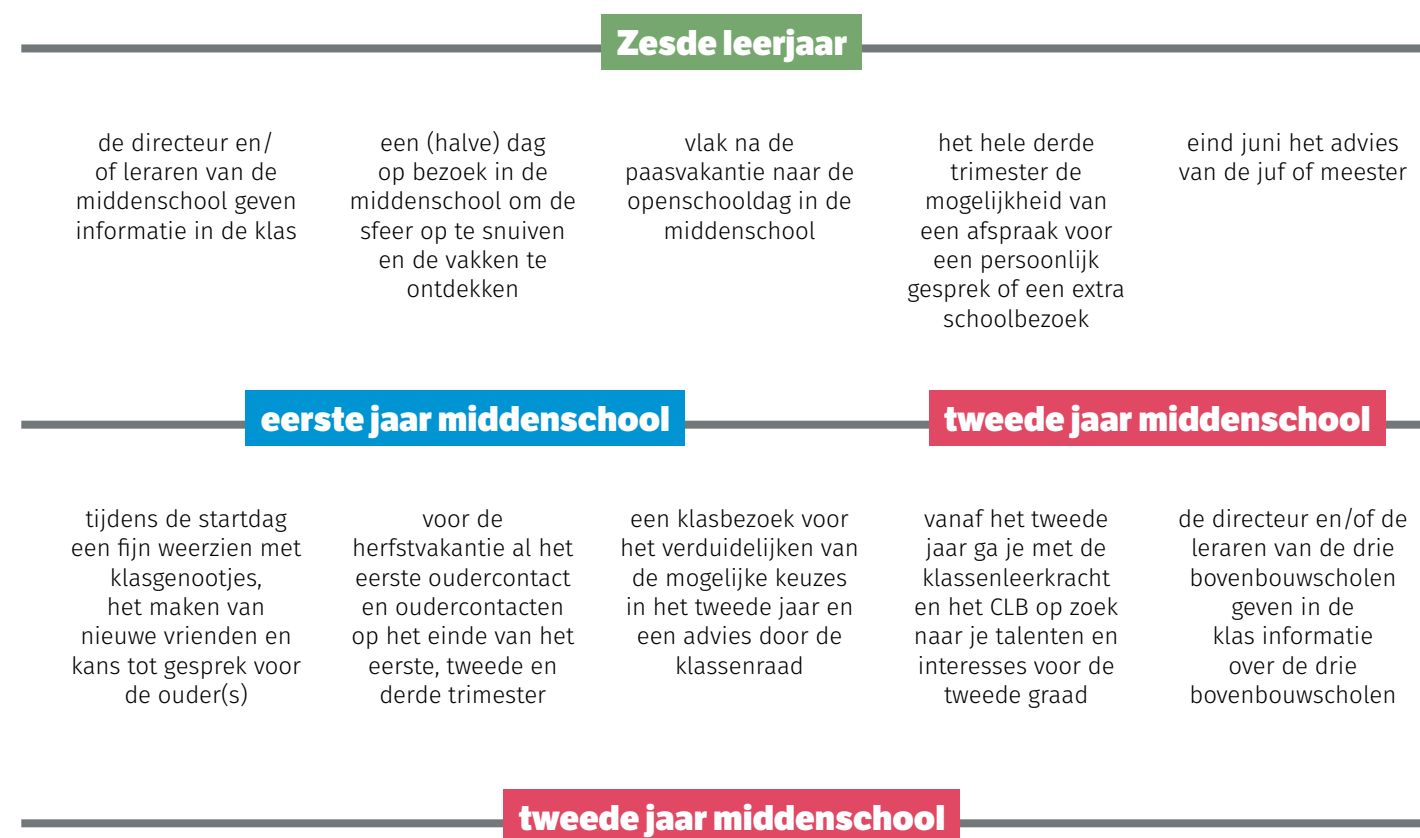 Zesde leerjaar
de directeur en/
of leraren van de
middenschool geven
informatie in de klas
een (halve) dag
op bezoek in de
middenschool om de
sfeer op te snuiven
en de vakken te
ontdekken
vlak na de
paasvakantie naar de
openschooldag in de
middenschool
het hele derde
trimester de
mogelijkheid van
een afspraak voor
een persoonlijk
gesprek of een extra
schoolbezoek
eind juni het advies
van de juf of meester
eerste jaar middenschool
tweede jaar middenschool
tijdens de startdag
een fijn weerzien met
klasgenootjes,
het maken van
nieuwe vrienden en
kans tot gesprek voor
de ouder(s)
voor de
herfstvakantie al het
eerste oudercontact
en oudercontacten
op het einde van het
eerste, tweede en
derde trimester
een klasbezoek voor
het verduidelijken van
de mogelijke keuzes
in het tweede jaar en
een advies door de
klassenraad
vanaf het tweede
jaar ga je met de
klassenleerkracht
en het CLB op zoek
naar je talenten en
interesses voor de
tweede graad
de directeur en/of de
leraren van de drie
bovenbouwscholen
geven in de
klas informatie
over de drie
bovenbouwscholen
tweede jaar middenschool